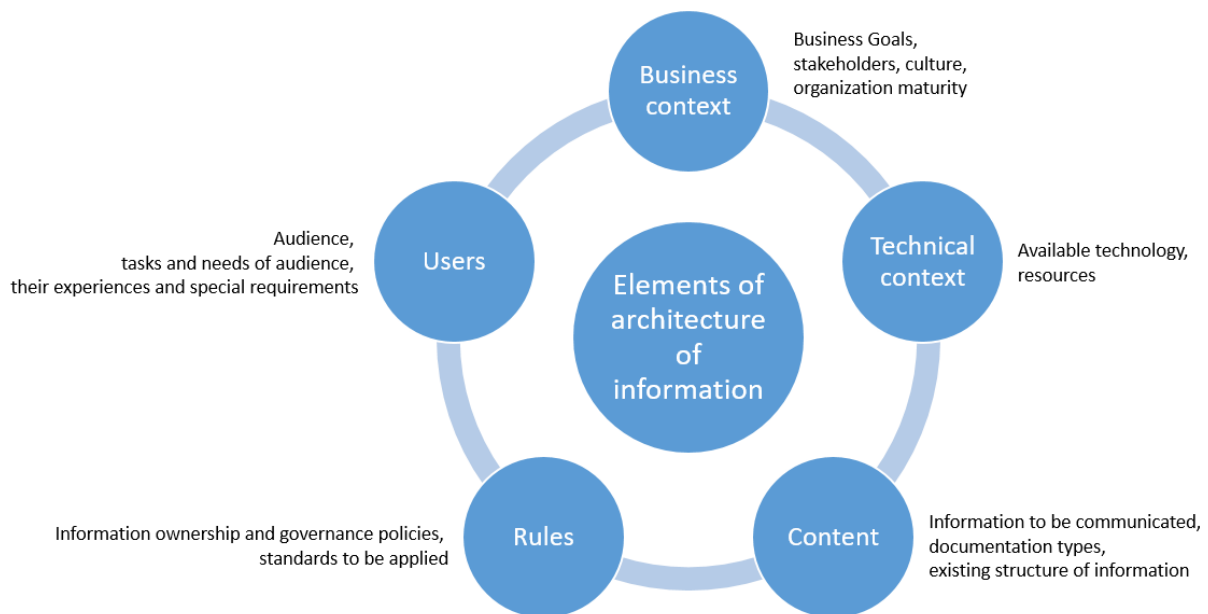 Business
context
Business Goals,
stakeholders, culture,
organization maturity
Technical
context
Available technology,
resources
Content
Information to be communicated,
documentation types,
existing structure of information
Rules
Information ownership and governance policies,
standards to be applied
Users
Audience,
tasks and needs of audience,
their experiences and special requirements
Elements of
architecture
of
information